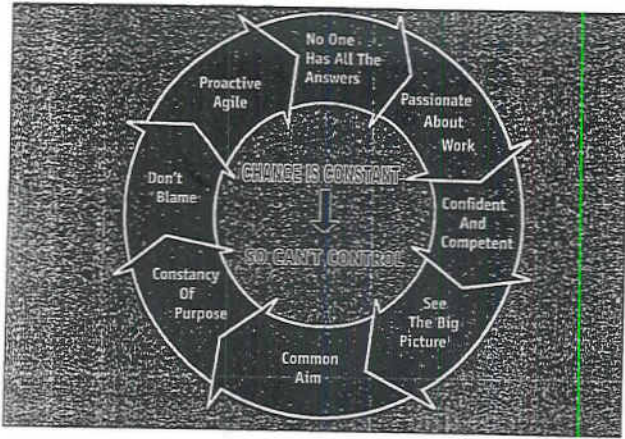 No One
Has All The
Answers
Passionate
About
Work
Confident
And
Competent
See
The Big
Picture
Common
Aim
Constancy
Of
Purpose
Don't
Blame
Proactive
Agile
CHANGE IS CONSTANT
SO CAN'T CONTROL